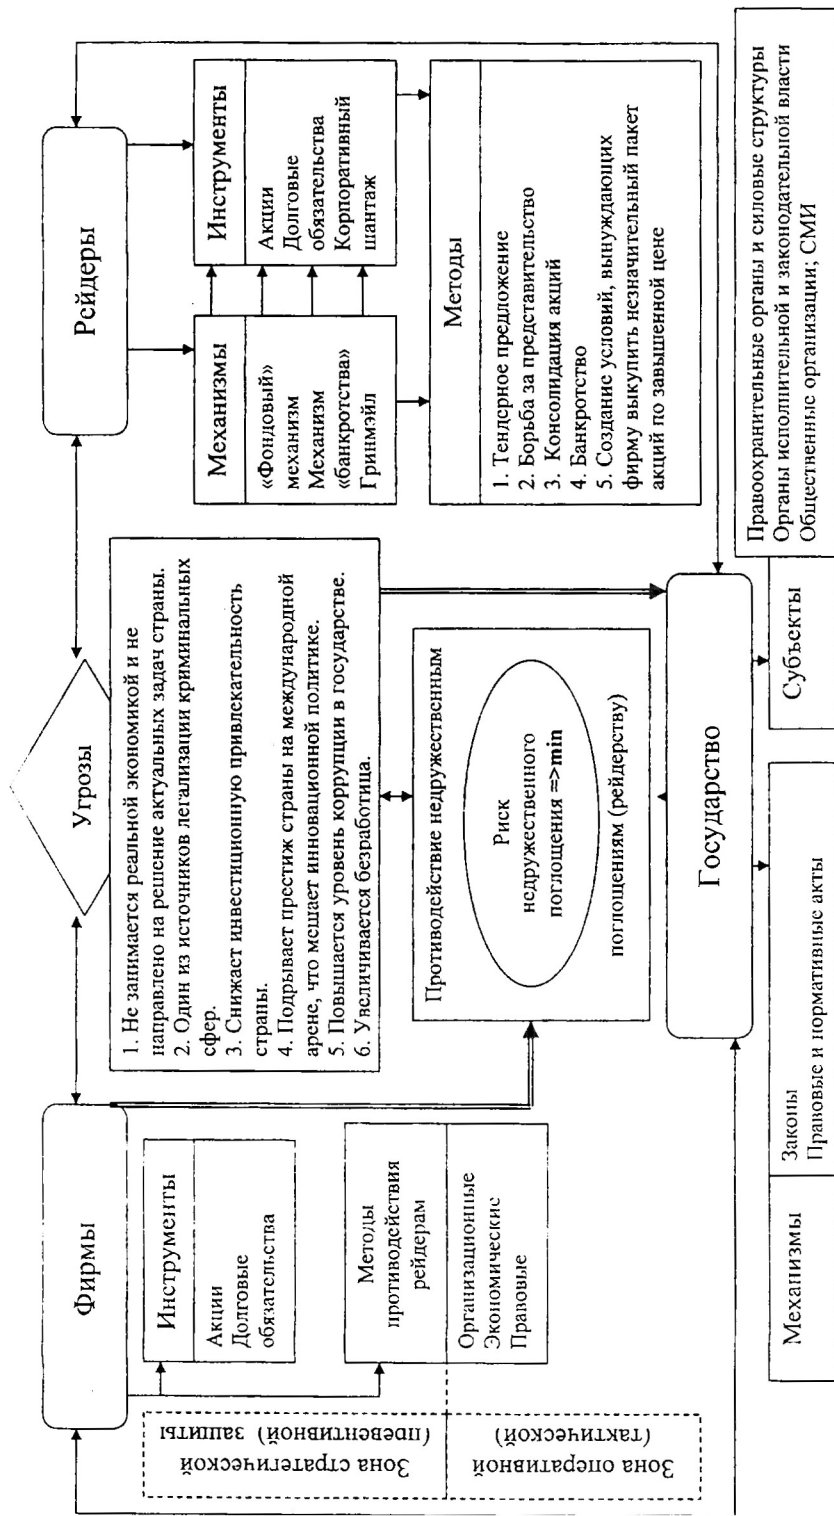 Угрозы
Фирмы
Рейдеры
Инструменты
Акции
Долговые
обязательства
Методы
противодействия
рейдерам
Организационные
Экономические
Правовые
Зона стратегической
(превентивной) защиты
Зона оперативной
(тактической)
1. Не занимается реальной экономикой и не
направлено на решение актуальных задач страны.
2. Один из источников легализации криминальных
сфер.
3. Снижает инвестиционную привлекательность
страны.
4. Подрывает престиж страны на международной
арене, что мешает инновационной политике.
5. Повышается уровень коррупции в государстве.
6. Увеличивается безработица.
Противодействие недружественным
Риск
недружественного
поглощения =>min
поглощениям (рейдерству)
Механизмы
«Фондовый»
механизм
Механизм
«банкротства»
Гринмэйл
Инструменты
Акции
Долговые
обязательства
Корпоративный
шантаж
Методы
1. Тендерное предложение
2. Борьба за представительство
3. Консолидация акций
4. Банкротство
5. Создание условий, вынуждающих
фирму выкупить незначительный пакет
акций по завышенной цене
Государство
Механизмы
Законы
Правовые и нормативные акты
Субъекты
Правоохранительные органы и силовые структуры
Органы исполнительной и законодательной власти
Общественные организации; СМИ